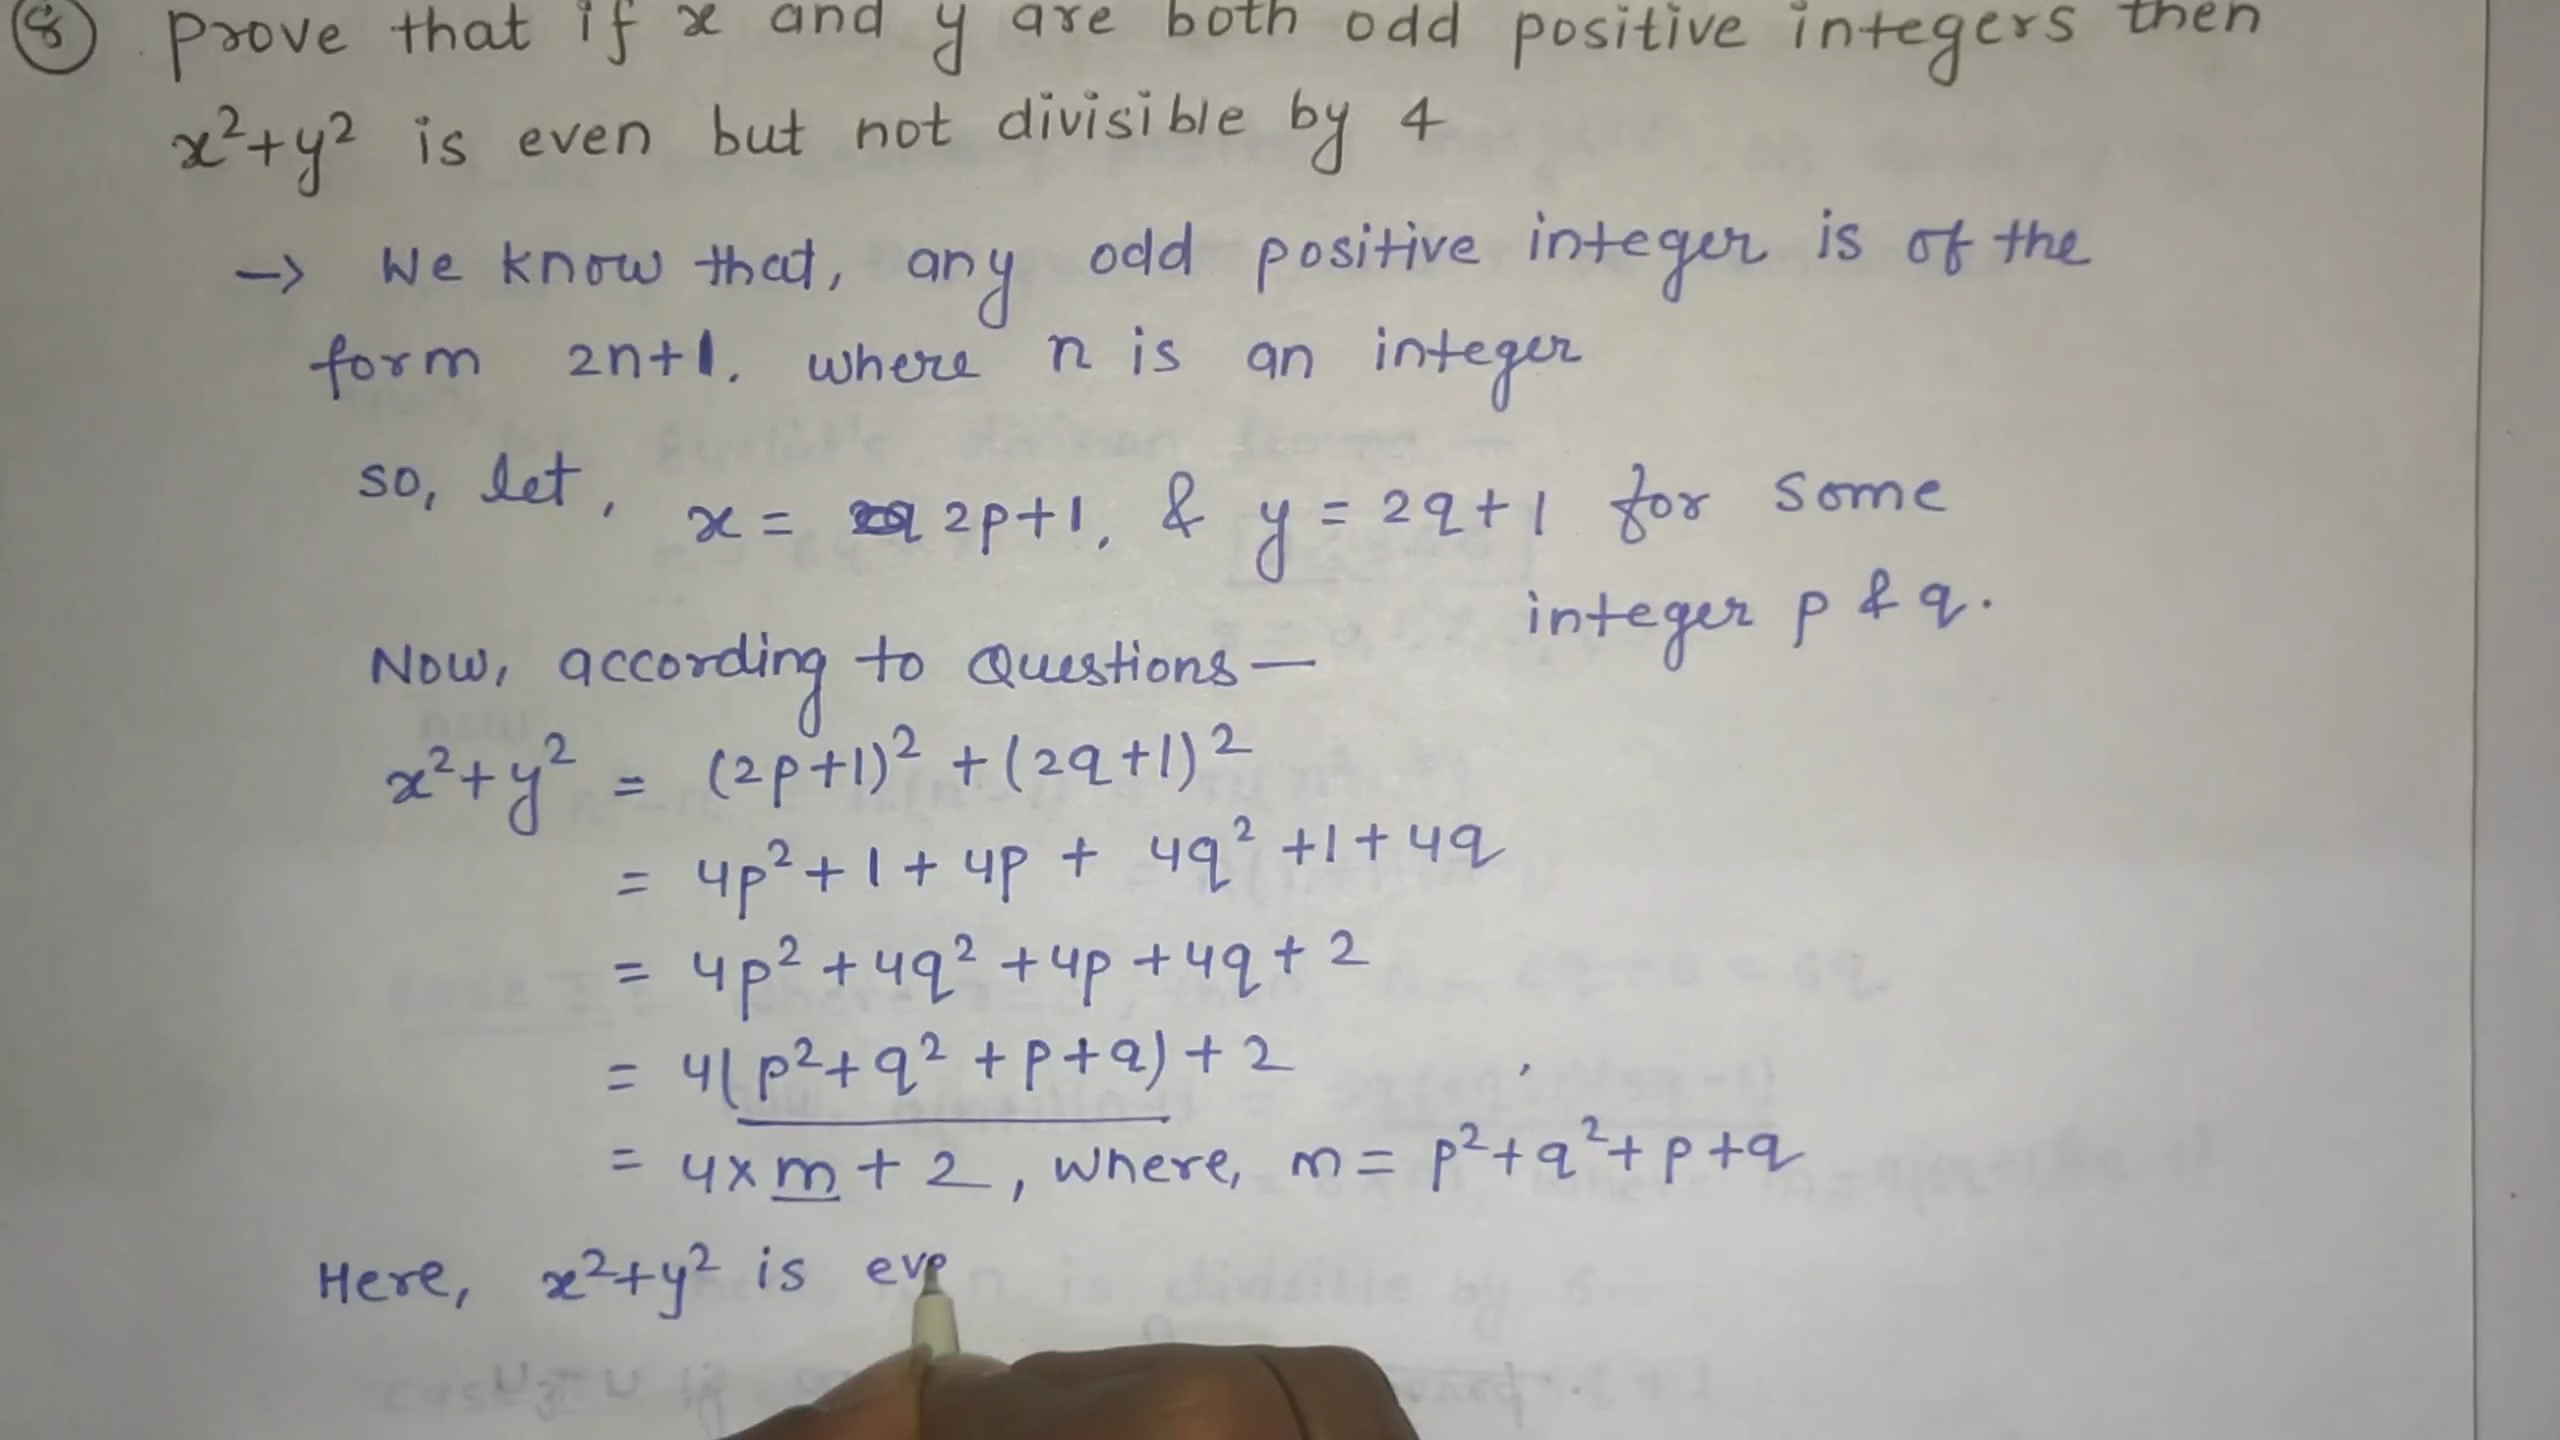 (8) Prove that if x and y are both odd positive integers then
x²+y² is even but not divisible by 4
→ We know that, any odd positive integer is of the
form 2n+1. where n is an integer
so, let, x = 2p+1, & y = 2q+1 for some
integer p & q.
Now, according to Questions—
x²+y² = (2p+1)² + (2q+1)²
= 4p²+1+4p + 4q²+1+4q
= 4p²+4q²+4p+4q+2
= 4(p²+q²+p+q)+2
= 4×m+2, where, m = p²+q²+p+q
Here, x²+y² is eve